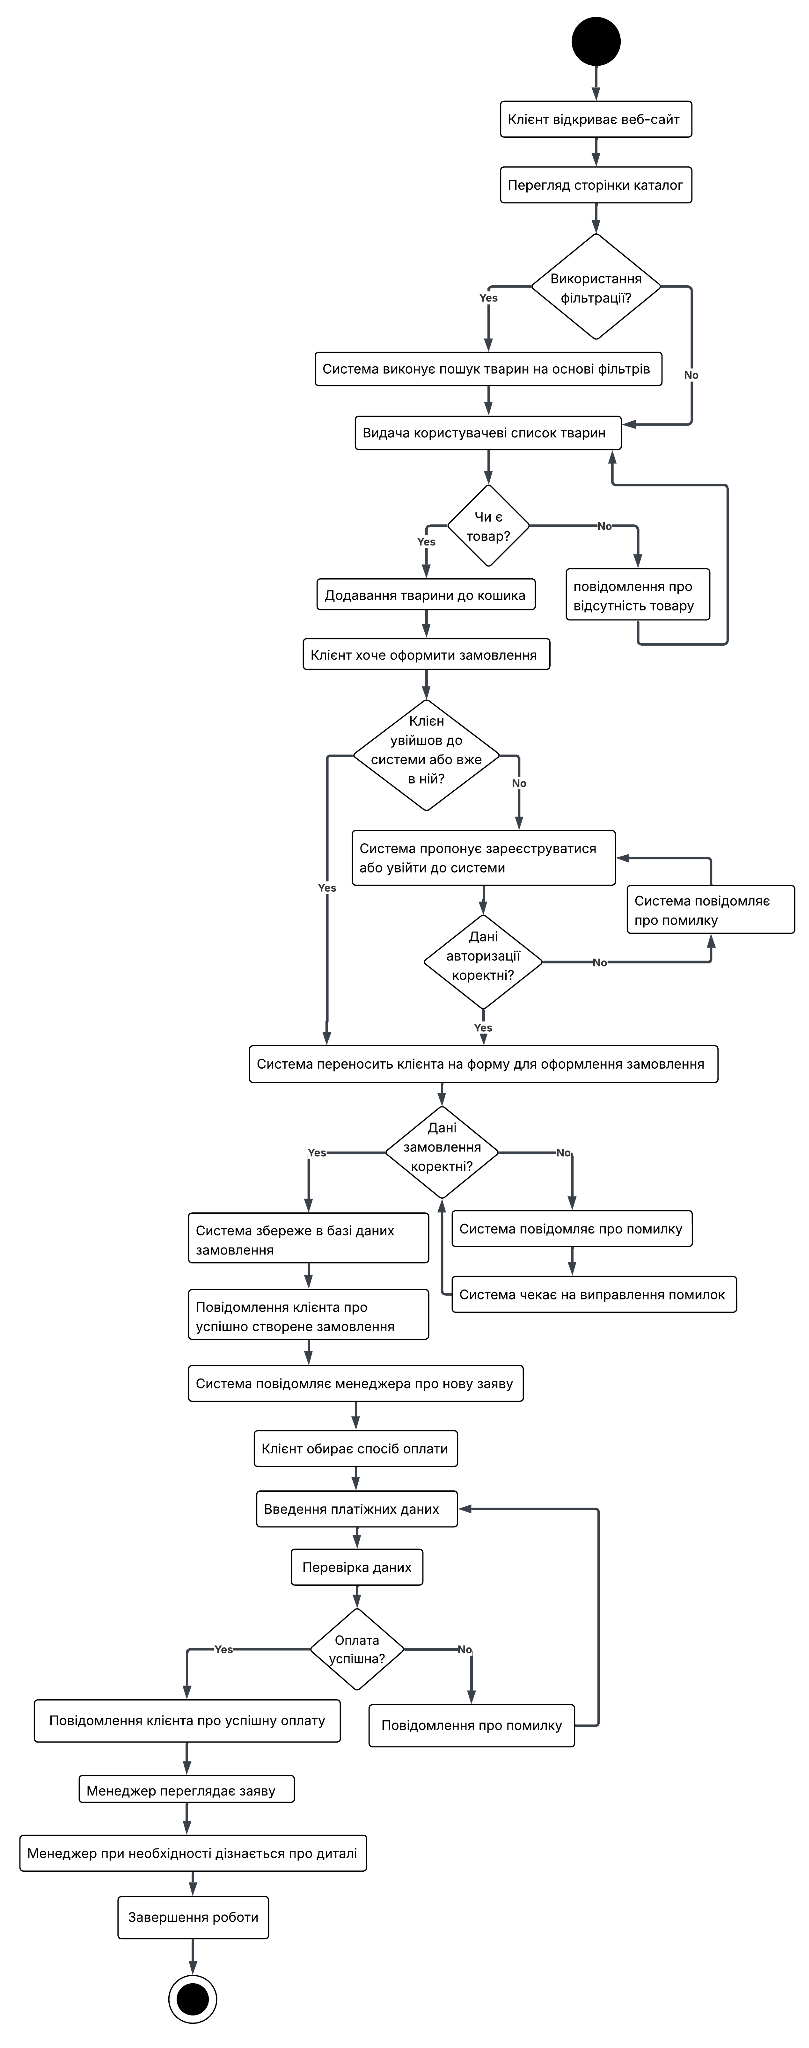 Клієнт відкриває веб-сайт
Перегляд сторінки каталог
Використання
фільтрації?
Yes
No
Система виконує пошук тварин на основі фільтрів
Видача користувачеві список тварин
Чи є
товар?
Yes
No
Додавання тварини до кошика
повідомлення про
відсутність товару
Клієнт хоче оформити замовлення
Клієн
увійшов до
системи або вже
в ній?
Yes
No
Система пропонує зареєструватися
або увійти до системи
Система повідомляє
про помилку
Дані
авторизації
коректні?
No
Yes
Система переносить клієнта на форму для оформлення замовлення
Дані
замовлення
коректні?
Yes
No
Система збереже в базі даних
замовлення
Система повідомляє про помилку
Система чекає на виправлення помилок
Повідомлення клієнта про
успішно створене замовлення
Система повідомляє менеджера про нову заяву
Клієнт обирає спосіб оплати
Введення платіжних даних
Перевірка даних
Оплата
успішна?
Yes
No
Повідомлення клієнта про успішну оплату
Повідомлення про помилку
Менеджер переглядає заяву
Менеджер при необхідності дізнається про диталі
Завершення роботи